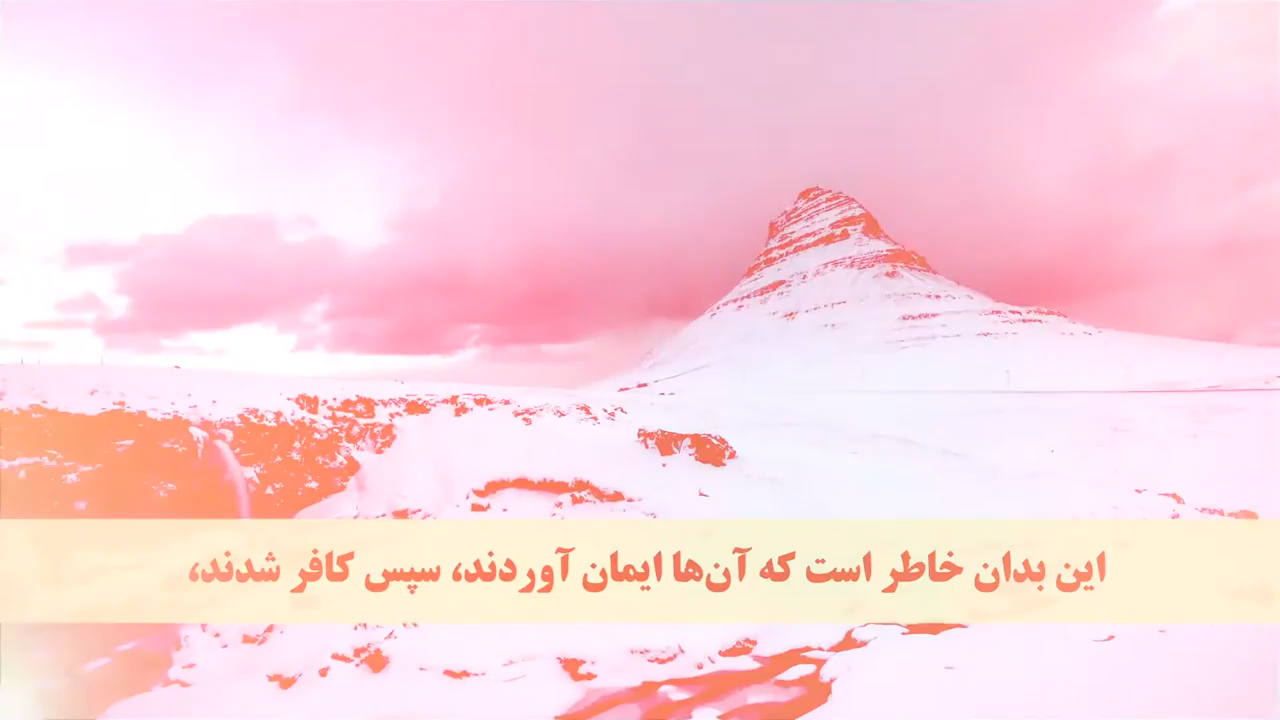 این بدان خاطر است که آن‌ها ایمان آوردند، سپس کافر شدند،